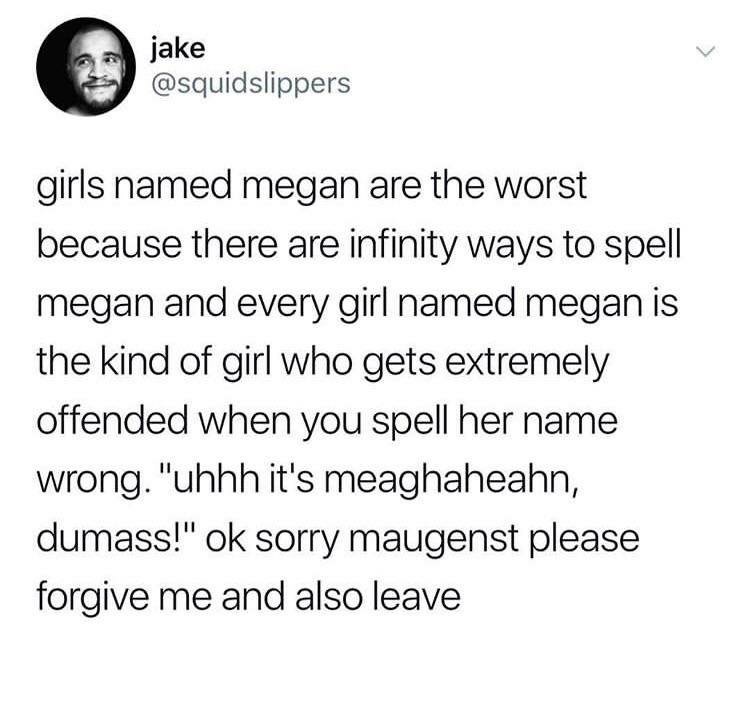 jake
@squidslippers
girls named megan are the worst
because there are infinity ways to spell
megan and every girl named megan is
the kind of girl who gets extremely
offended when you spell her name
wrong. "uhhh it's meaghaheahn,
dumass!" ok sorry maugenst please
forgive me and also leave